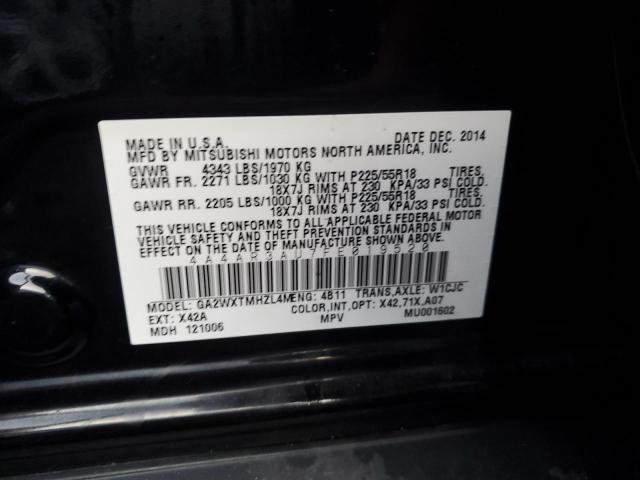 MADE IN U.S.A. DATE DEC. 2014
MFD BY MITSUBISHI MOTORS NORTH AMERICA, INC.
GVWR 4343 LBS/1970 KG
GAWR FR. 2271 LBS/1030 KG WITH P225/55R18 TIRES,
18X7J RIMS AT 230 KPA/33 PSI COLD.
GAWR RR. 2205 LBS/1000 KG WITH P225/55R18 TIRES,
18X7J RIMS AT 230 KPA/33 PSI COLD.
THIS VEHICLE CONFORMS TO ALL APPLICABLE FEDERAL MOTOR
VEHICLE SAFETY AND THEFT PREVENTION STANDARDS IN
EFFECT ON THE DATE OF MANUFACTURE SHOWN ABOVE.
4A4AR3AU7FE019520
MODEL: GA2WXTMHZL4M ENG: 4B11 TRANS,AXLE: W1CJC
EXT: X42A COLOR,INT,OPT: X42,71X,A07
MDH 121006 MPV MU001602